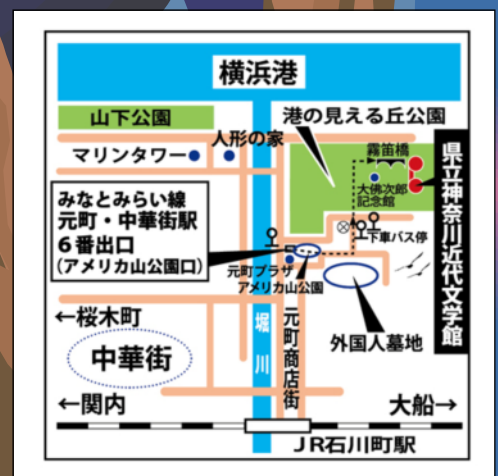 横浜港
山下公園
港の見える丘公園
人形の家
マリンタワー
霧笛橋
大佛次郎
記念館
県立神奈川近代文学館
みなとみらい線
元町・中華街駅
6番出口
(アメリカ山公園口)
下車バス停
元町プラザ
アメリカ山公園
←桜木町
堀川
元町商店街
外国人墓地
中華街
←関内
大船→
JR石川町駅